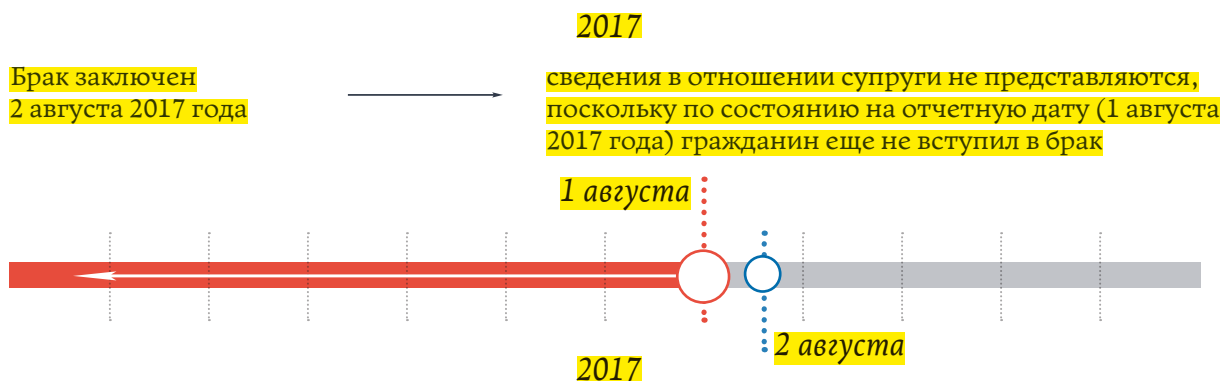 2017
Брак заключен
2 августа 2017 года
сведения в отношении супруги не представляются,
поскольку по состоянию на отчетную дату (1 августа
2017 года) гражданин еще не вступил в брак
1 августа
2 августа
2017